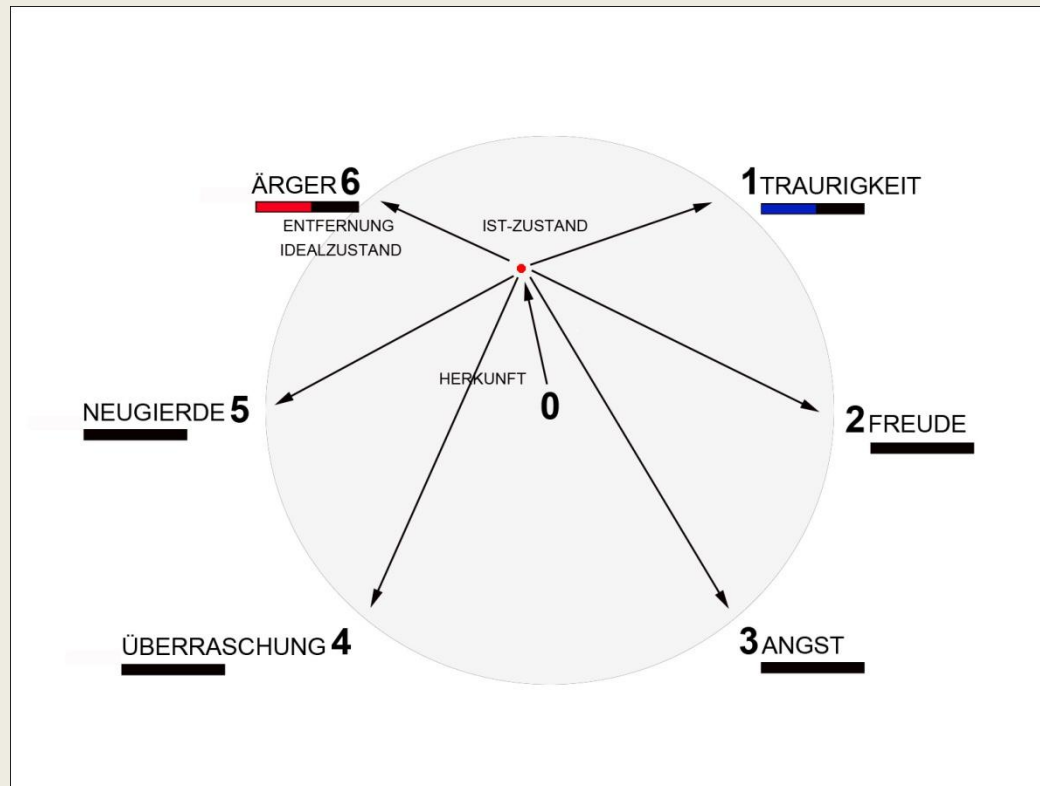 ÄRGER 6
1 TRAURIGKEIT
ENTFERNUNG
IDEALZUSTAND
IST-ZUSTAND
HERKUNFT
0
NEUGIERDE 5
2 FREUDE
ÜBERRASCHUNG 4
3 ANGST